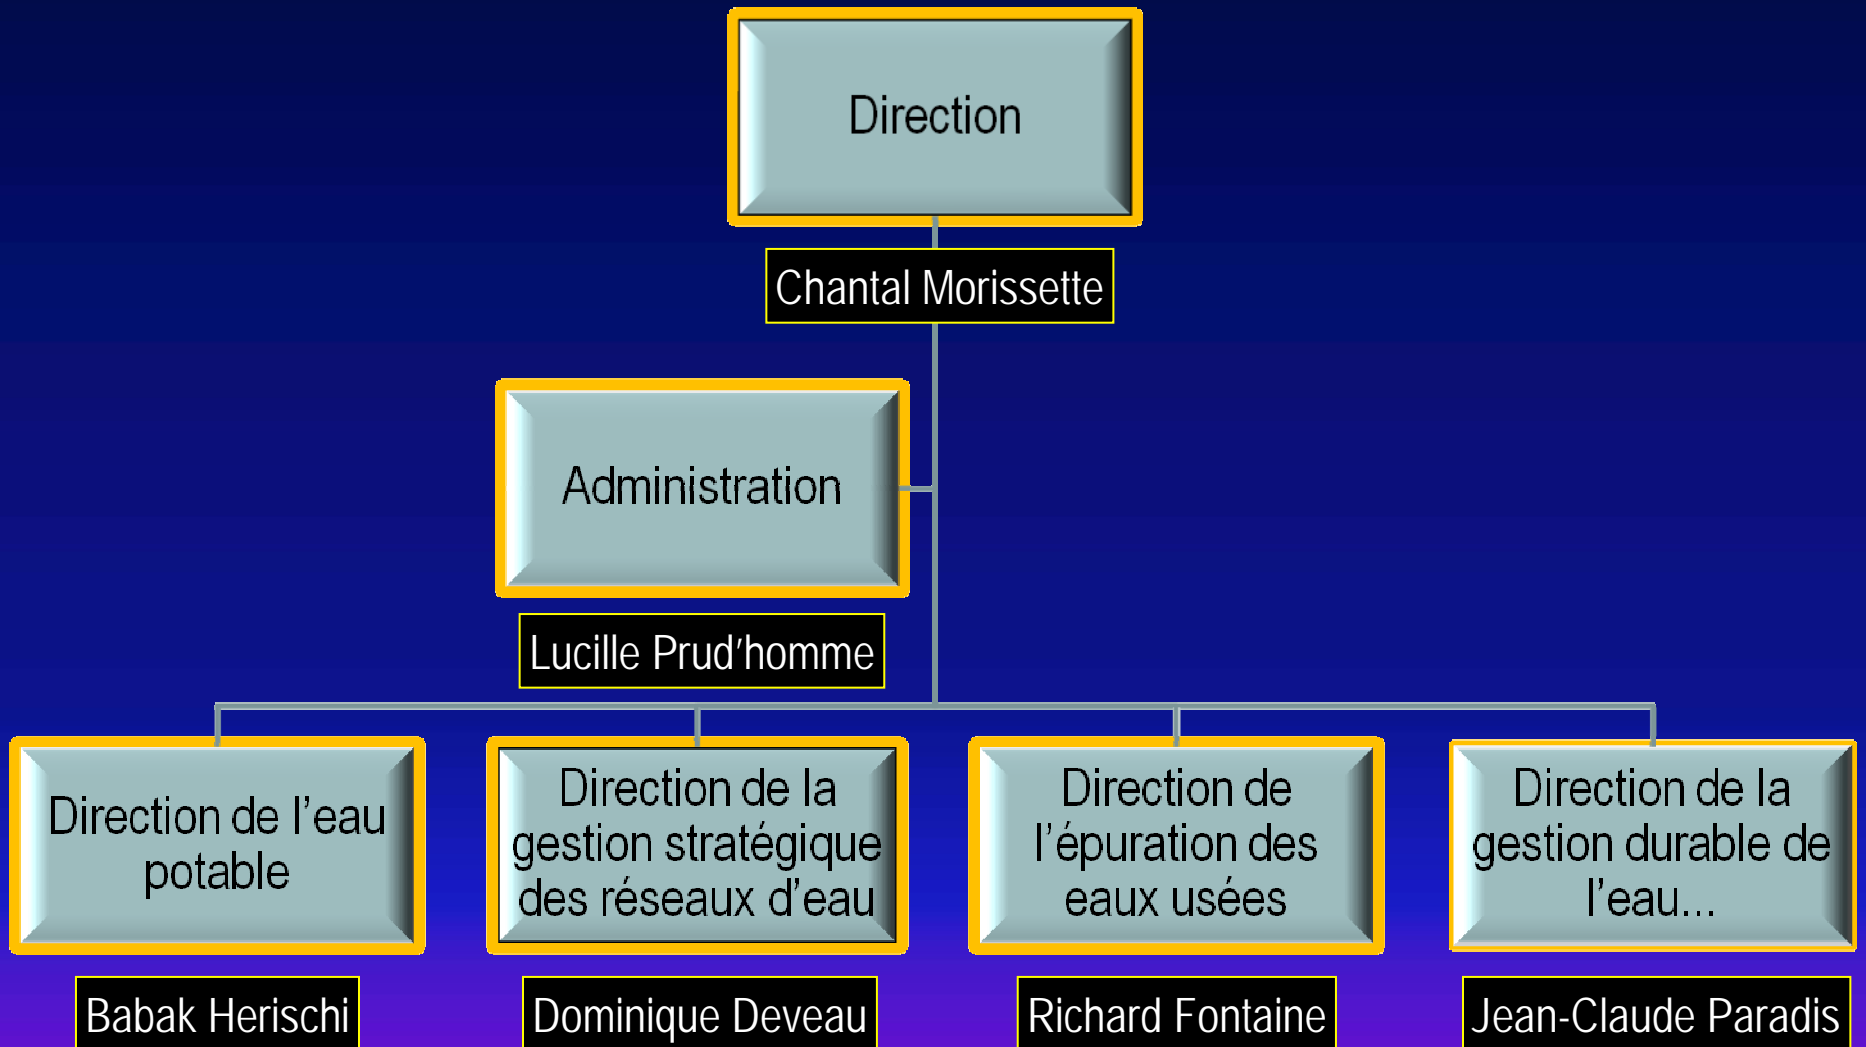 Direction
Chantal Morissette
Administration
Lucille Prud'homme
Direction de l'eau
potable
Babak Herischi
Direction de la
gestion stratégique
des réseaux d'eau
Dominique Deveau
Direction de
l'épuration des
eaux usées
Richard Fontaine
Direction de la
gestion durable de
l'eau...
Jean-Claude Paradis